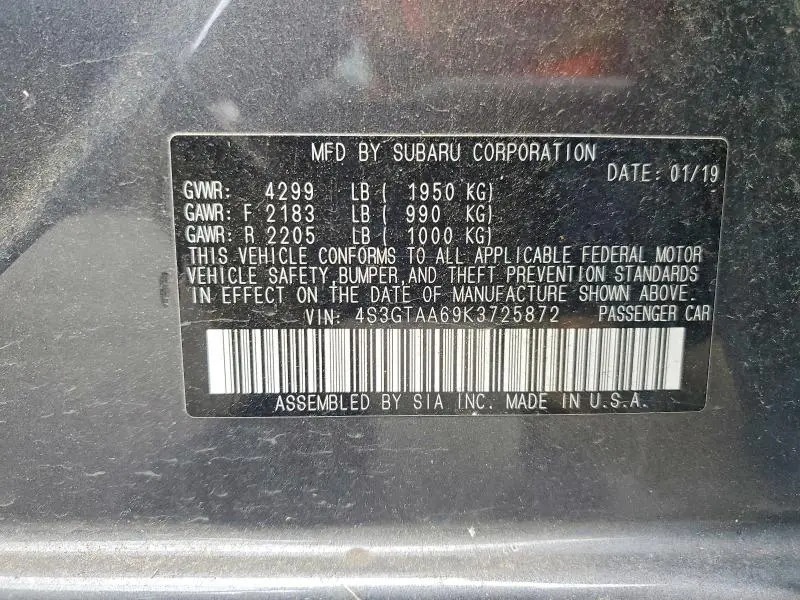 MFD BY SUBARU CORPORATION
DATE: 01/19
GVWR: 4299 LB ( 1950 KG)
GAWR: F 2183 LB ( 990 KG)
GAWR: R 2205 LB ( 1000 KG)
THIS VEHICLE CONFORMS TO ALL APPLICABLE FEDERAL MOTOR
VEHICLE SAFETY,BUMPER,AND THEFT PREVENTION STANDARDS
IN EFFECT ON THE DATE OF MANUFACTURE SHOWN ABOVE.
VIN: 4S3GTAA69K3725872 PASSENGER CAR
ASSEMBLED BY SIA INC. MADE IN U.S.A.